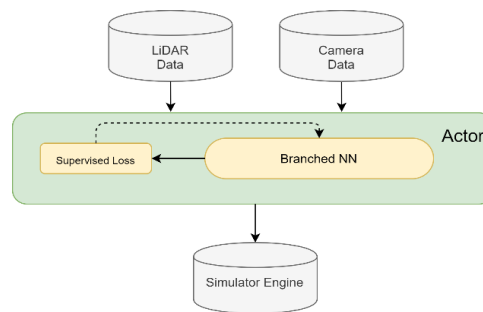 LiDAR
Data
Camera
Data
Actor
Supervised Loss
Branched NN
Simulator Engine